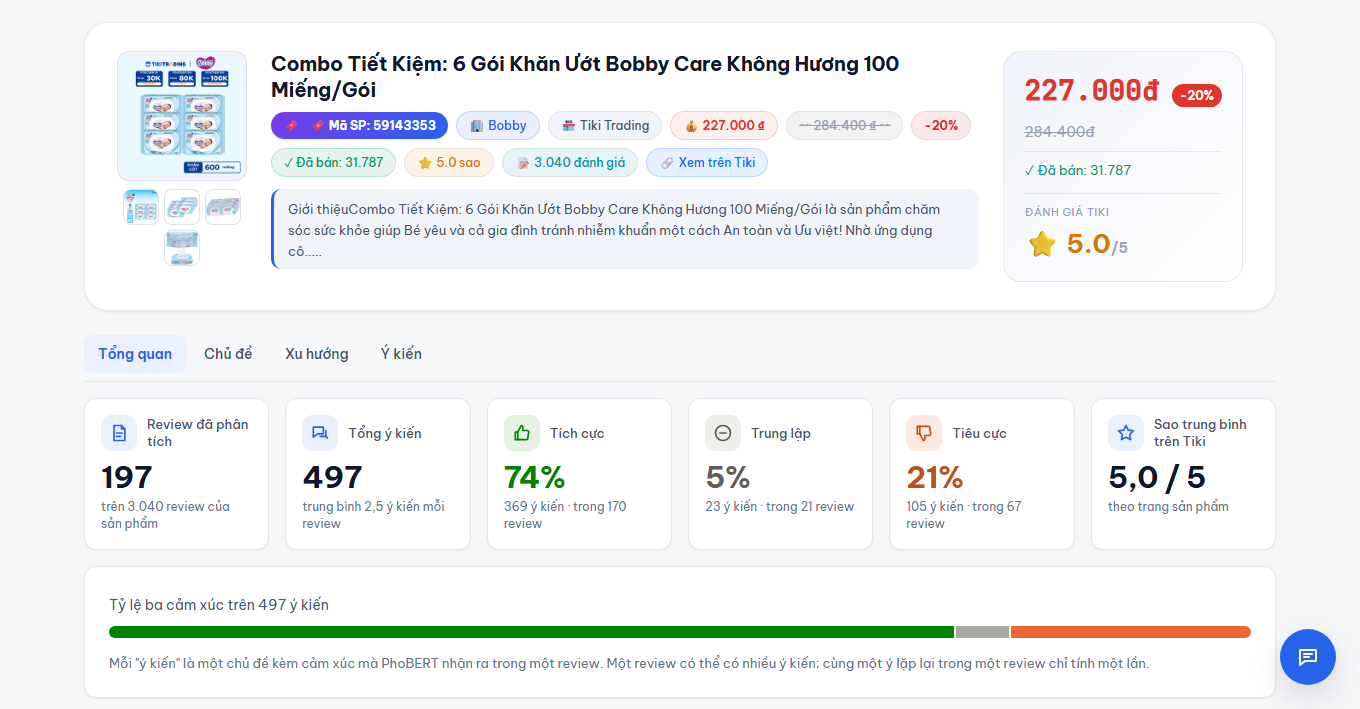 TIKI TRADING
Bobby
30K
80K
100K
600
Combo Tiết Kiệm: 6 Gói Khăn Ướt Bobby Care Không Hương 100
Miếng/Gói
Mã SP: 59143353
Bobby
Tiki Trading
227.000 ₫
284.400 ₫
-20%
✓ Đã bán: 31.787
5.0 sao
3.040 đánh giá
Xem trên Tiki
Giới thiệuCombo Tiết Kiệm: 6 Gói Khăn Ướt Bobby Care Không Hương 100 Miếng/Gói là sản phẩm chăm
sóc sức khỏe giúp Bé yêu và cả gia đình tránh nhiễm khuẩn một cách An toàn và Ưu việt! Nhờ ứng dụng
cô.....
227.000đ
-20%
284.400đ
✓ Đã bán: 31.787
ĐÁNH GIÁ TIKI
5.0/5
Tổng quan
Chủ đề
Xu hướng
Ý kiến
Review đã phân
tích
197
trên 3.040 review của
sản phẩm
Tổng ý kiến
497
trung bình 2,5 ý kiến mỗi
review
Tích cực
74%
369 ý kiến · trong 170
review
Trung lập
5%
23 ý kiến · trong 21 review
Tiêu cực
21%
105 ý kiến · trong 67
review
Sao trung bình
trên Tiki
5,0 / 5
theo trang sản phẩm
Tỷ lệ ba cảm xúc trên 497 ý kiến
Mỗi "ý kiến" là một chủ đề kèm cảm xúc mà PhoBERT nhận ra trong một review. Một review có thể có nhiều ý kiến; cùng một ý lặp lại trong một review chỉ tính một lần.